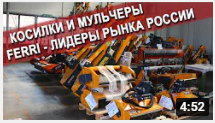 КОСИЛКИ И МУЛЬЧЕРЫ
FERRI - ЛИДЕРЫ РЫНКА РОССИИ
4:52